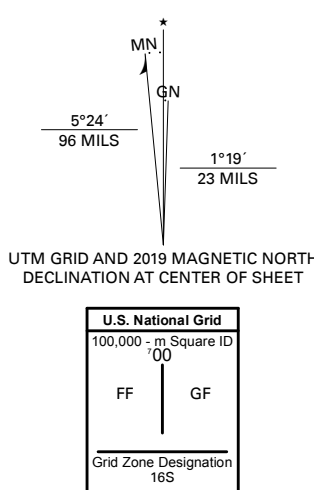 ★
MN
GN
5°24´
96 MILS
1°19´
23 MILS
UTM GRID AND 2019 MAGNETIC NORTH
DECLINATION AT CENTER OF SHEET
U.S. National Grid
100,000 - m Square ID
⁷00
FF GF
Grid Zone Designation
16S